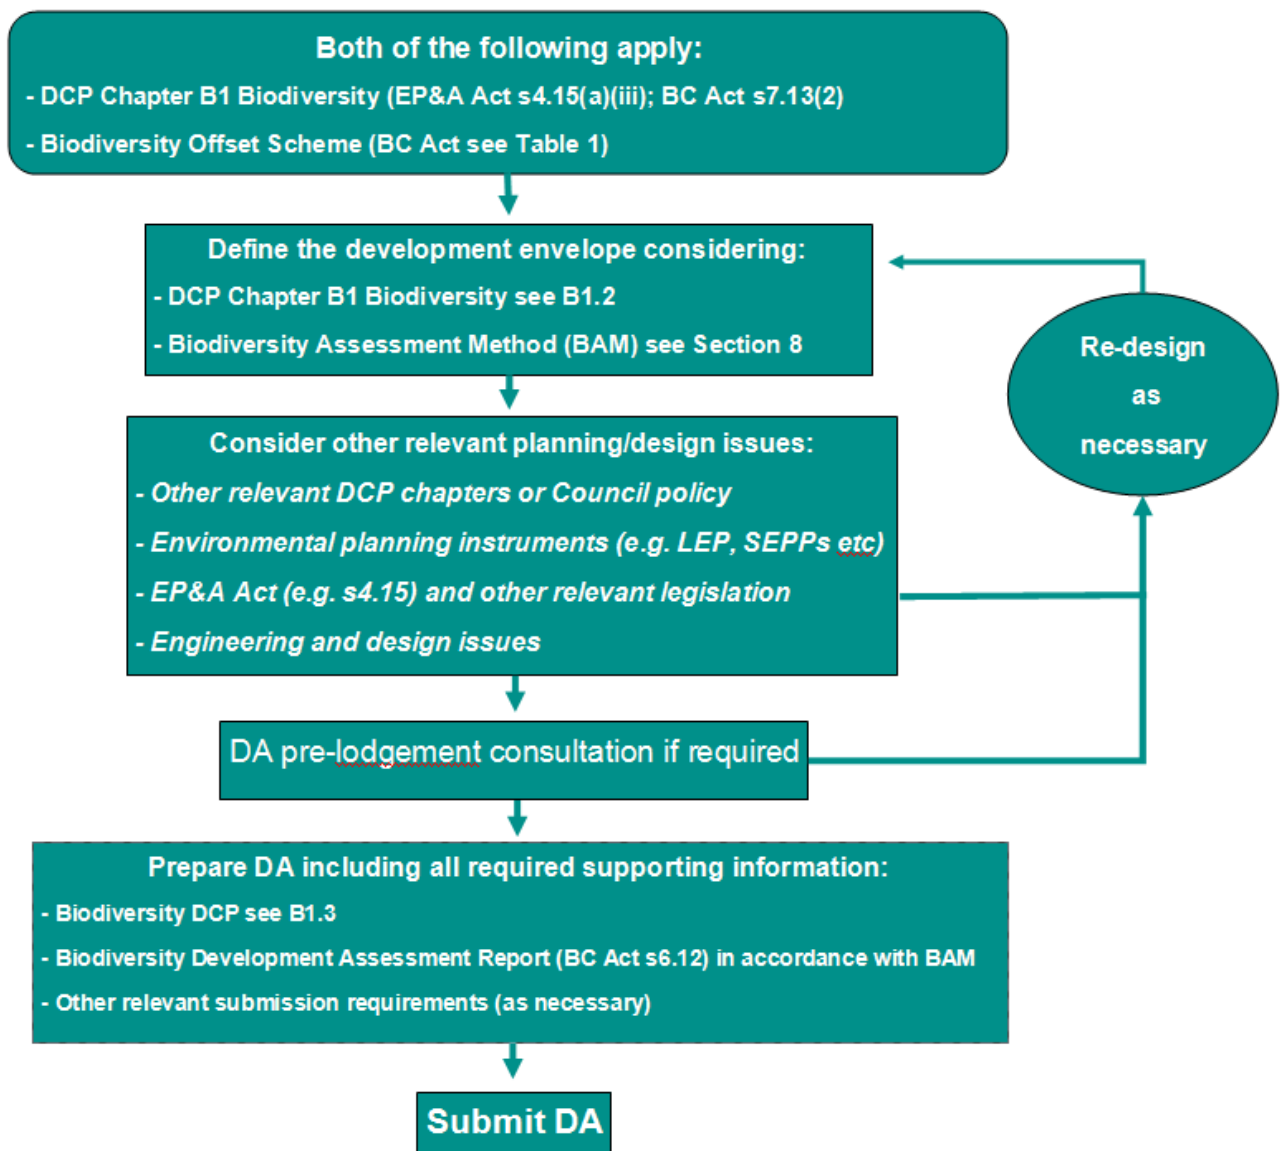 Both of the following apply:
- DCP Chapter B1 Biodiversity (EP&A Act s4.15(a)(iii); BC Act s7.13(2)
- Biodiversity Offset Scheme (BC Act see Table 1)
Define the development envelope considering:
- DCP Chapter B1 Biodiversity see B1.2
- Biodiversity Assessment Method (BAM) see Section 8
Re-design
as
necessary
Consider other relevant planning/design issues:
- Other relevant DCP chapters or Council policy
- Environmental planning instruments (e.g. LEP, SEPPs etc)
- EP&A Act (e.g. s4.15) and other relevant legislation
- Engineering and design issues
DA pre-lodgement consultation if required
Prepare DA including all required supporting information:
- Biodiversity DCP see B1.3
- Biodiversity Development Assessment Report (BC Act s6.12) in accordance with BAM
- Other relevant submission requirements (as necessary)
Submit DA